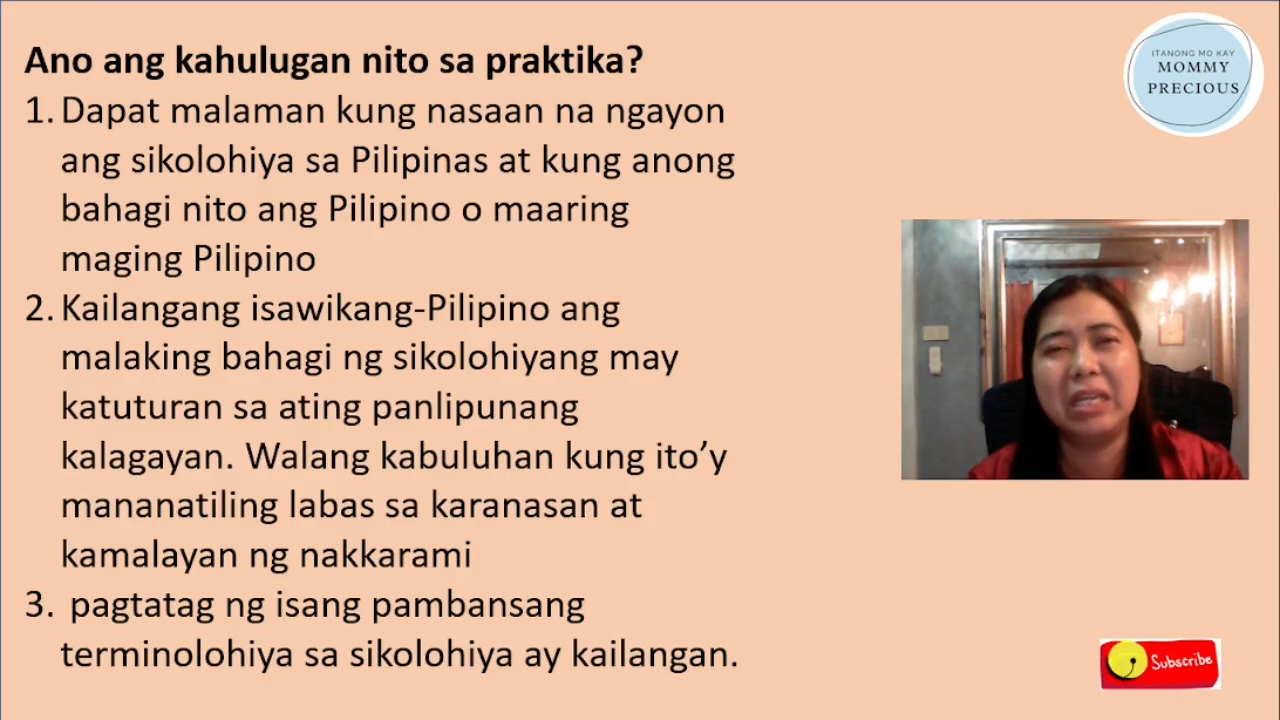 Ano ang kahulugan nito sa praktika?
1. Dapat malaman kung nasaan na ngayon
ang sikolohiya sa Pilipinas at kung anong
bahagi nito ang Pilipino o maaring
maging Pilipino
2. Kailangang isawikang-Pilipino ang
malaking bahagi ng sikolohiyang may
katuturan sa ating panlipunang
kalagayan. Walang kabuluhan kung ito’y
mananatiling labas sa karanasan at
kamalayan ng nakkarami
3. pagtatag ng isang pambansang
terminolohiya sa sikolohiya ay kailangan.
ITANONG MO KAY
MOMMY
PRECIOUS
Subscribe